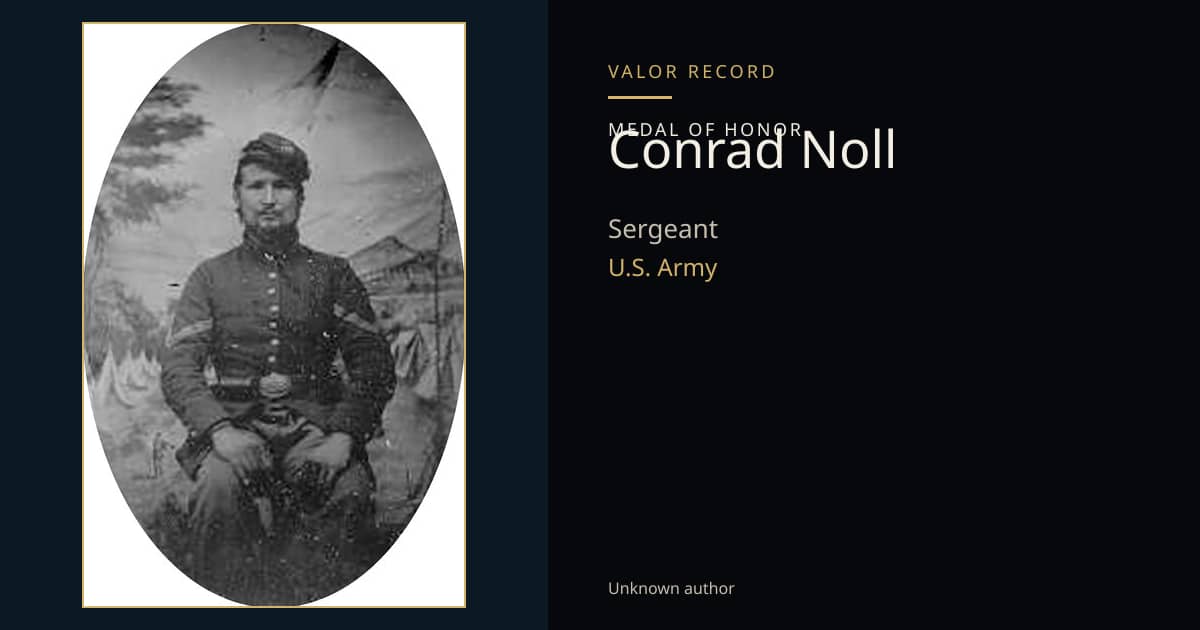 VALOR RECORD
MEDAL OF HONOR
Conrad Noll
Sergeant
U.S. Army
Unknown author